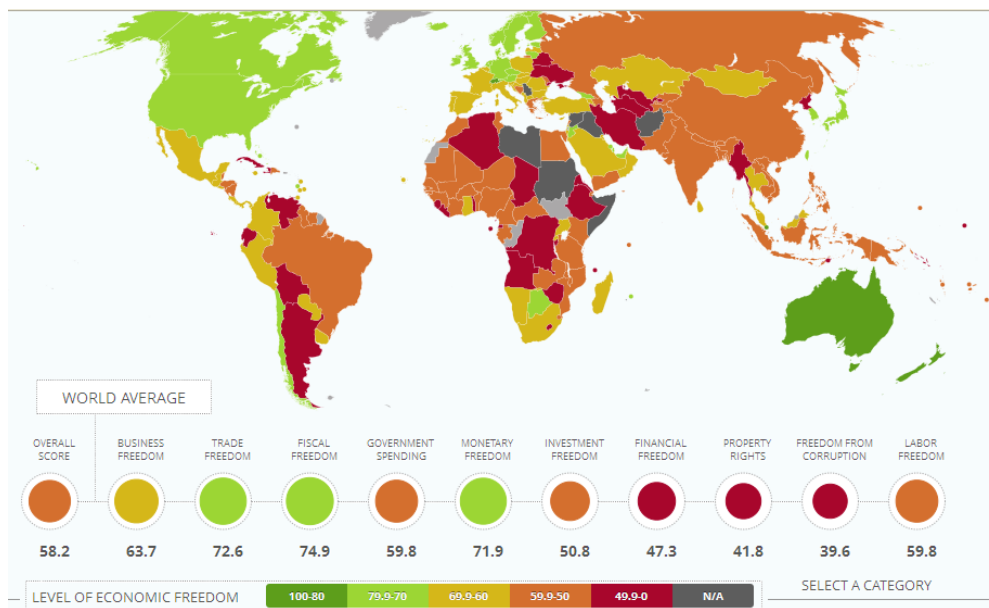 WORLD AVERAGE
OVERALL
SCORE
BUSINESS
FREEDOM
TRADE
FREEDOM
FISCAL
FREEDOM
GOVERNMENT
SPENDING
MONETARY
FREEDOM
INVESTMENT
FREEDOM
FINANCIAL
FREEDOM
PROPERTY
RIGHTS
FREEDOM FROM
CORRUPTION
LABOR
FREEDOM
58.2
63.7
72.6
74.9
59.8
71.9
50.8
47.3
41.8
39.6
59.8
LEVEL OF ECONOMIC FREEDOM
100-80
79.9-70
69.9-60
59.9-50
49.9-0
N/A
SELECT A CATEGORY